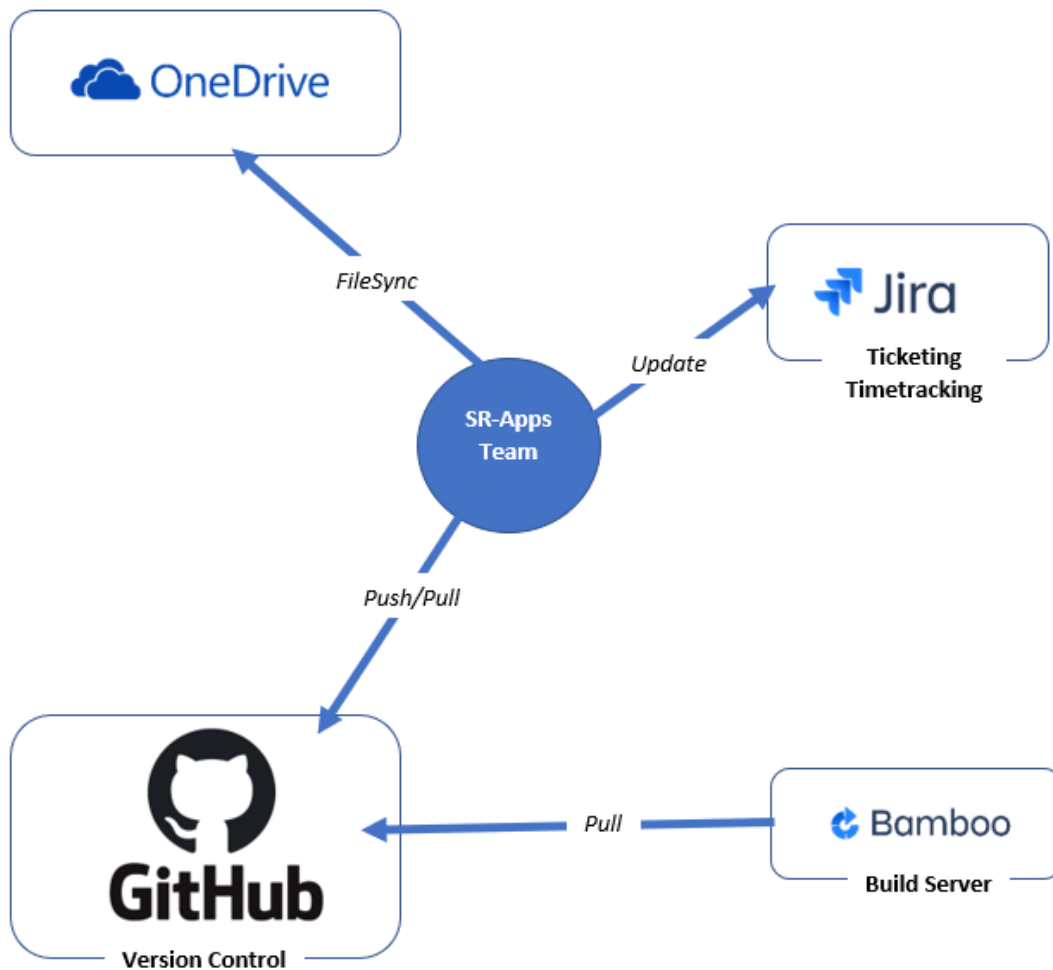 OneDrive
FileSync
Jira
Ticketing
Timetracking
Update
SR-Apps
Team
Push/Pull
GitHub
Version Control
Pull
Bamboo
Build Server